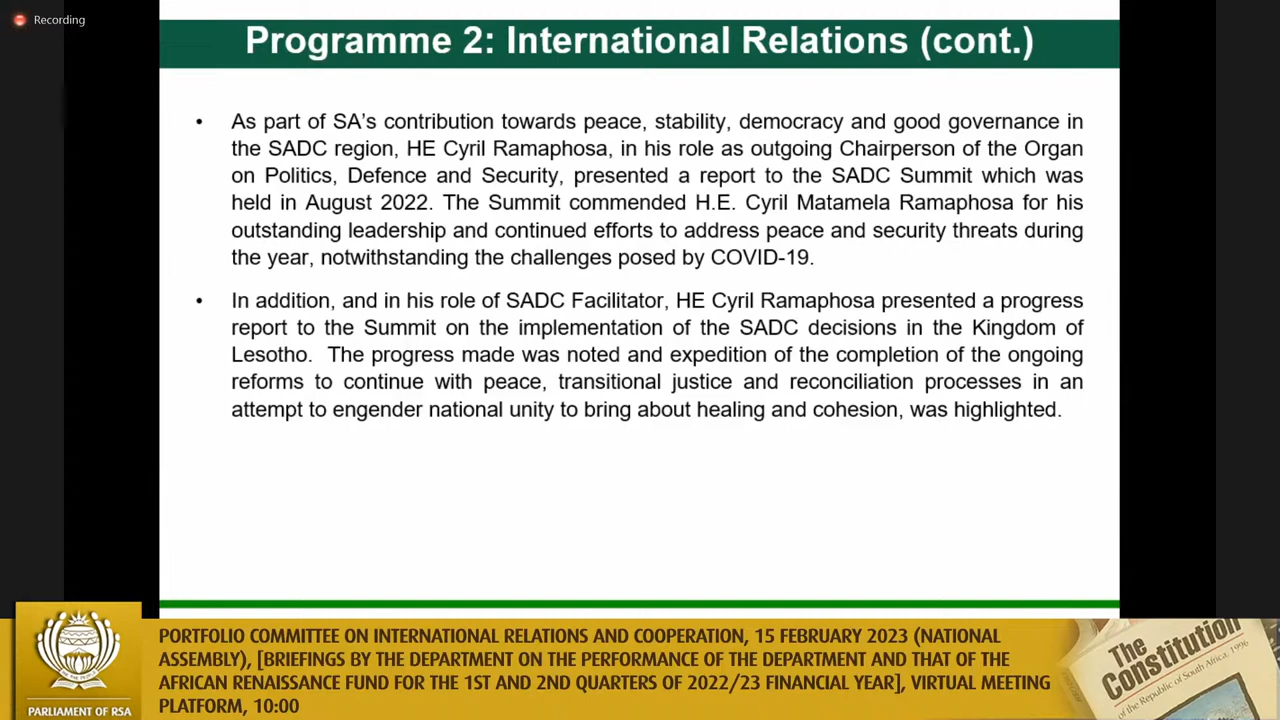 Recording
Programme 2: International Relations (cont.)
• As part of SA's contribution towards peace, stability, democracy and good governance in
the SADC region, HE Cyril Ramaphosa, in his role as outgoing Chairperson of the Organ
on Politics, Defence and Security, presented a report to the SADC Summit which was
held in August 2022. The Summit commended H.E. Cyril Matamela Ramaphosa for his
outstanding leadership and continued efforts to address peace and security threats during
the year, notwithstanding the challenges posed by COVID-19.
• In addition, and in his role of SADC Facilitator, HE Cyril Ramaphosa presented a progress
report to the Summit on the implementation of the SADC decisions in the Kingdom of
Lesotho. The progress made was noted and expedition of the completion of the ongoing
reforms to continue with peace, transitional justice and reconciliation processes in an
attempt to engender national unity to bring about healing and cohesion, was highlighted.
PORTFOLIO COMMITTEE ON INTERNATIONAL RELATIONS AND COOPERATION, 15 FEBRUARY 2023 (NATIONAL
ASSEMBLY), [BRIEFINGS BY THE DEPARTMENT ON THE PERFORMANCE OF THE DEPARTMENT AND THAT OF THE
AFRICAN RENAISSANCE FUND FOR THE 1ST AND 2ND QUARTERS OF 2022/23 FINANCIAL YEAR], VIRTUAL MEETING
PLATFORM, 10:00
PARLIAMENT OF RSA
The
Constitution
of the Republic of South Africa, 1996